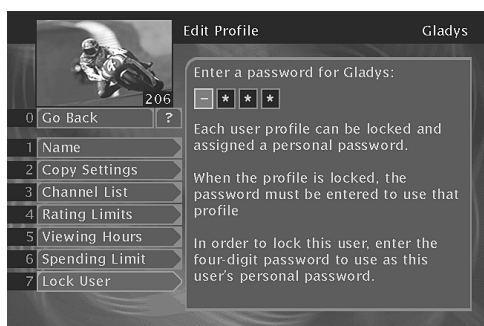 Edit Profile
Gladys
206
0 Go Back ?
1 Name
2 Copy Settings
3 Channel List
4 Rating Limits
5 Viewing Hours
6 Spending Limit
7 Lock User
Enter a password for Gladys:
– * * *
Each user profile can be locked and
assigned a personal password.
When the profile is locked, the
password must be entered to use that
profile
In order to lock this user, enter the
four-digit password to use as this
user's personal password.